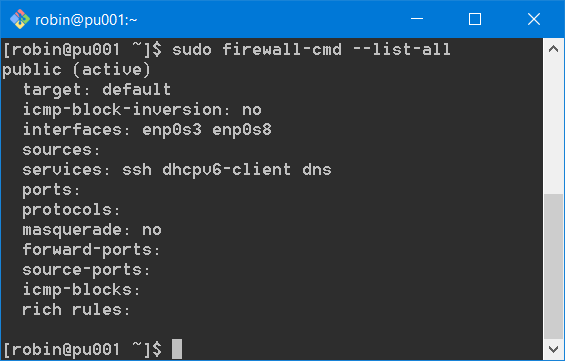 robin@pu001:~
[robin@pu001 ~]$ sudo firewall-cmd --list-all
public (active)
  target: default
  icmp-block-inversion: no
  interfaces: enp0s3 enp0s8
  sources:
  services: ssh dhcpv6-client dns
  ports:
  protocols:
  masquerade: no
  forward-ports:
  source-ports:
  icmp-blocks:
  rich rules:
[robin@pu001 ~]$